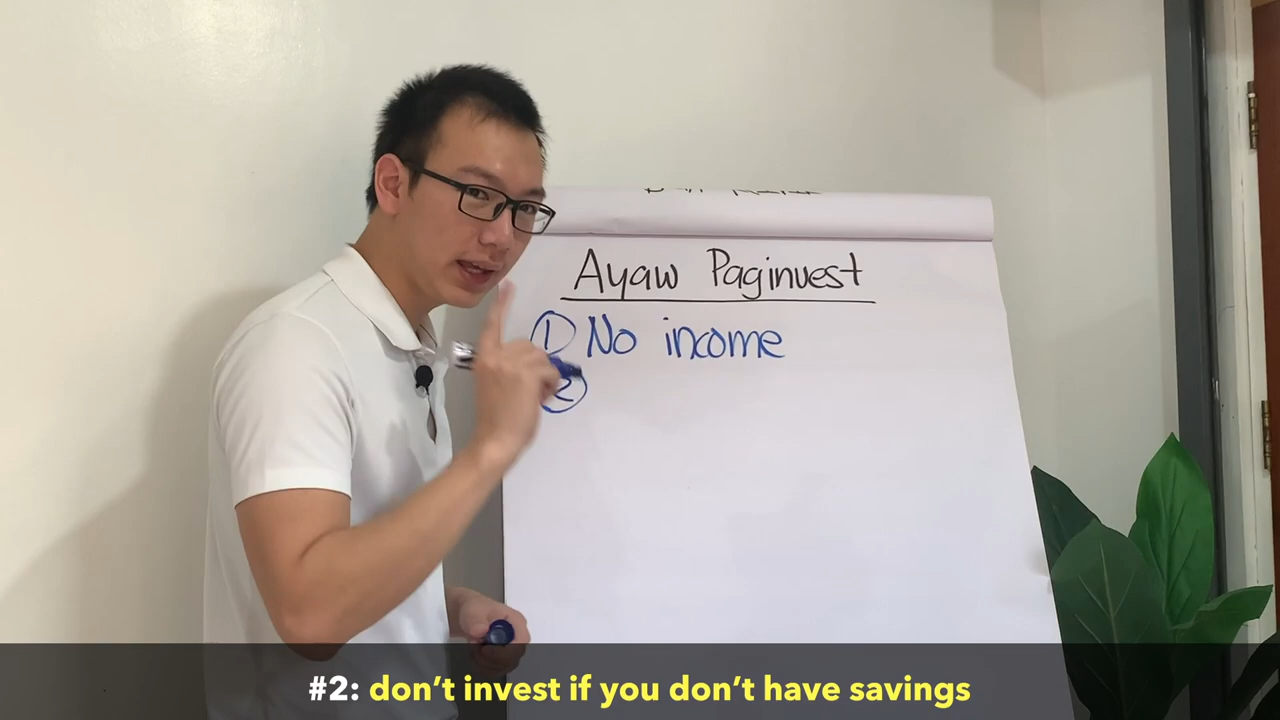 Ayaw Paginvest
① No income
②
#2: don’t invest if you don’t have savings